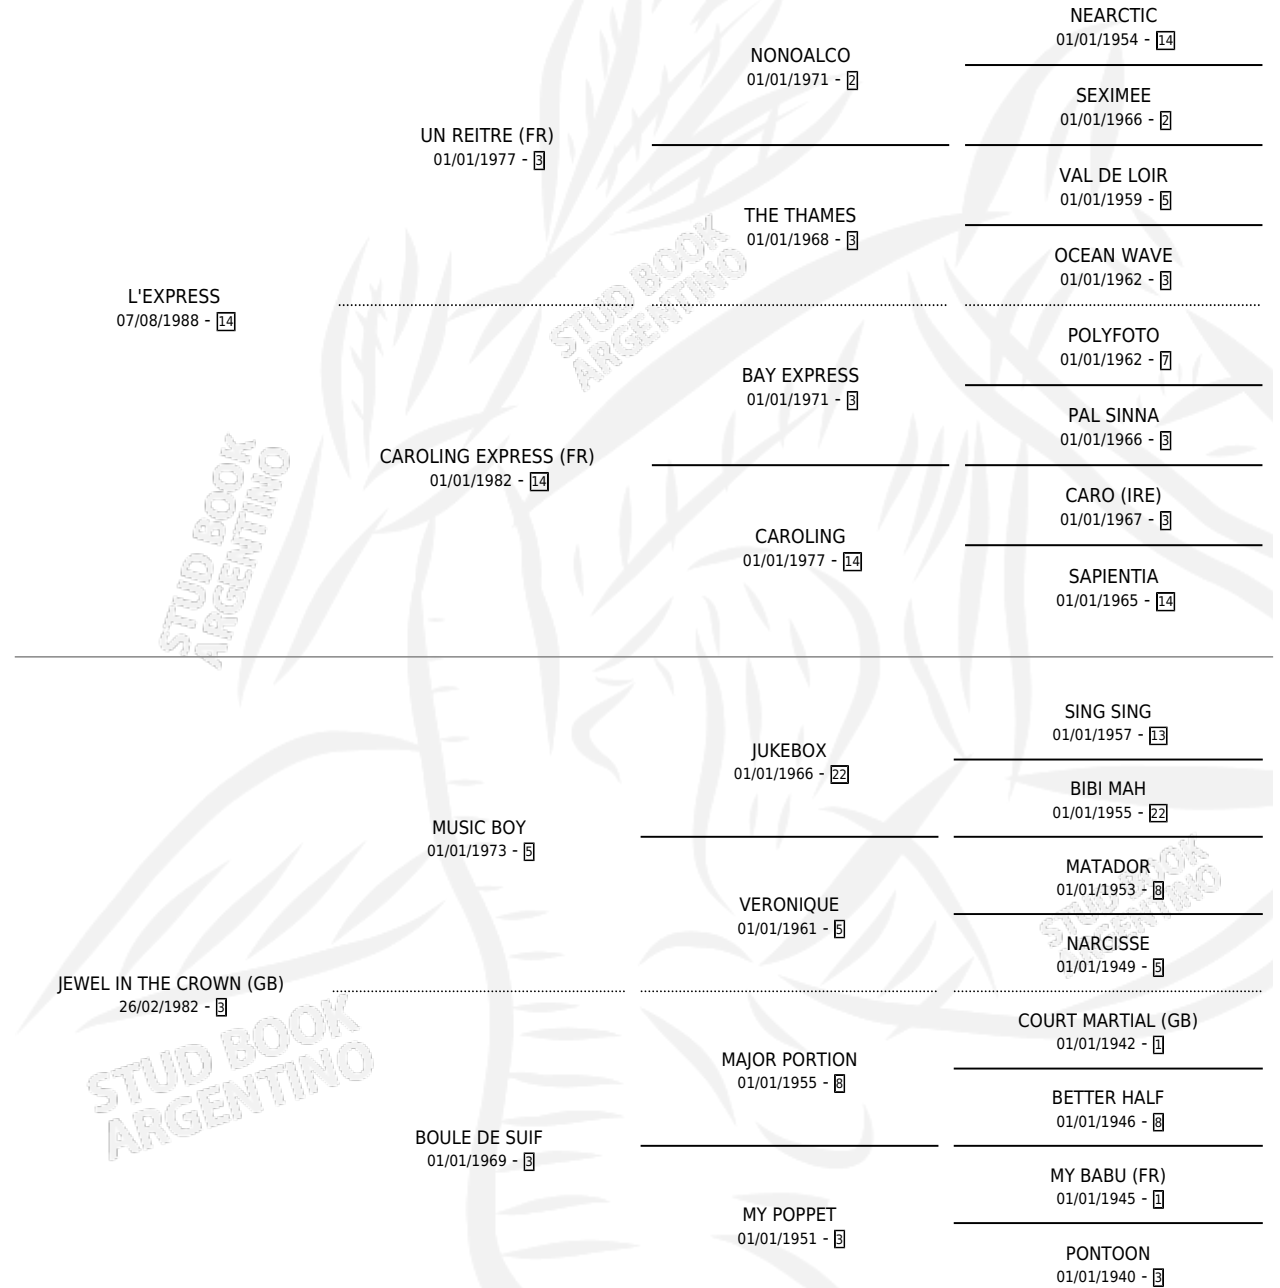 NEARCTIC
01/01/1954 - 14
NONOALCO
01/01/1971 - 2
SEXIMEE
01/01/1966 - 2
UN REITRE (FR)
01/01/1977 - 3
VAL DE LOIR
01/01/1959 - 5
THE THAMES
01/01/1968 - 3
OCEAN WAVE
01/01/1962 - 3
L'EXPRESS
07/08/1988 - 14
POLYFOTO
01/01/1962 - 7
BAY EXPRESS
01/01/1971 - 3
PAL SINNA
01/01/1966 - 3
CAROLING EXPRESS (FR)
01/01/1982 - 14
CARO (IRE)
01/01/1967 - 3
CAROLING
01/01/1977 - 14
SAPIENTIA
01/01/1965 - 14
STUD BOOK
ARGENTINO
STUD BOOK
ARGENTINO
SING SING
01/01/1957 - 13
JUKEBOX
01/01/1966 - 22
BIBI MAH
01/01/1955 - 22
MUSIC BOY
01/01/1973 - 5
MATADOR
01/01/1953 - 8
VERONIQUE
01/01/1961 - 5
NARCISSE
01/01/1949 - 5
JEWEL IN THE CROWN (GB)
26/02/1982 - 3
COURT MARTIAL (GB)
01/01/1942 - 1
MAJOR PORTION
01/01/1955 - 8
BETTER HALF
01/01/1946 - 8
BOULE DE SUIF
01/01/1969 - 3
MY BABU (FR)
01/01/1945 - 1
MY POPPET
01/01/1951 - 3
PONTOON
01/01/1940 - 3
STUD BOOK
ARGENTINO
STUD BOOK
ARGENTINO